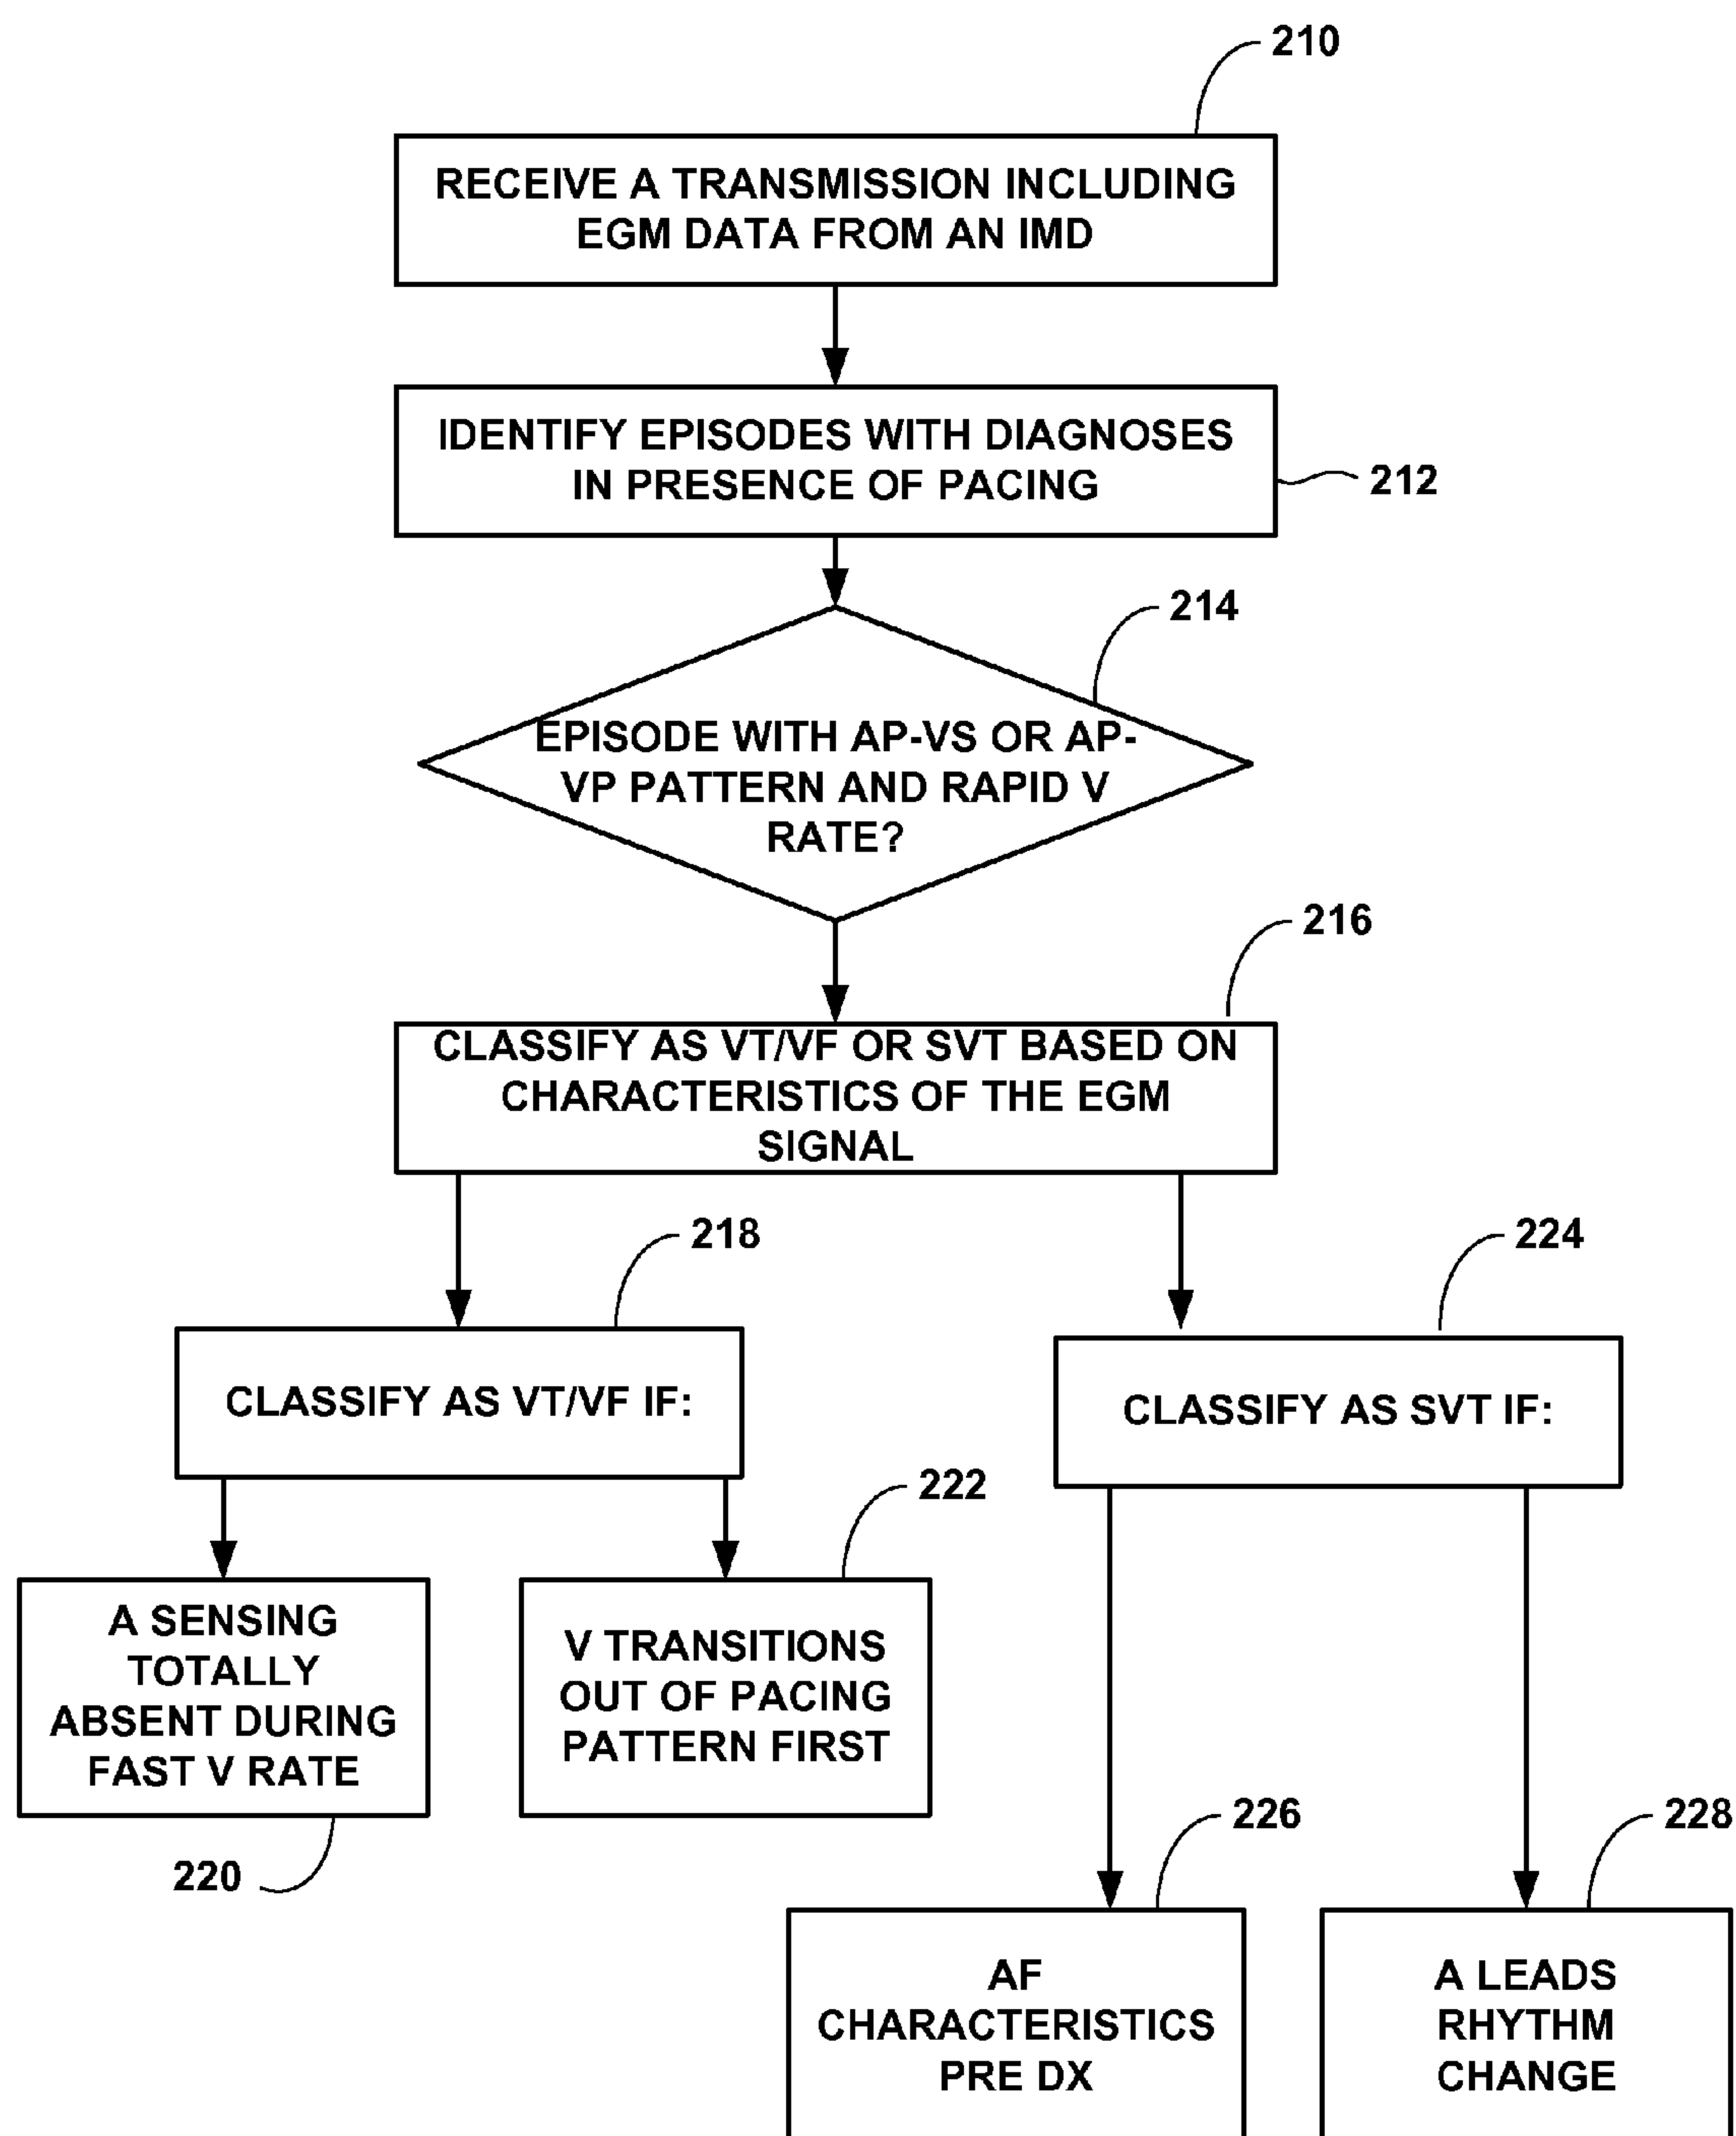 210
RECEIVE A TRANSMISSION INCLUDING
EGM DATA FROM AN IMD
IDENTIFY EPISODES WITH DIAGNOSES
IN PRESENCE OF PACING
212
214
EPISODE WITH AP-VS OR AP-
VP PATTERN AND RAPID V
RATE?
216
CLASSIFY AS VT/VF OR SVT BASED ON
CHARACTERISTICS OF THE EGM
SIGNAL
218
CLASSIFY AS VT/VF IF:
224
CLASSIFY AS SVT IF:
A SENSING
TOTALLY
ABSENT DURING
FAST V RATE
220
222
V TRANSITIONS
OUT OF PACING
PATTERN FIRST
226
AF
CHARACTERISTICS
PRE DX
228
A LEADS
RHYTHM
CHANGE